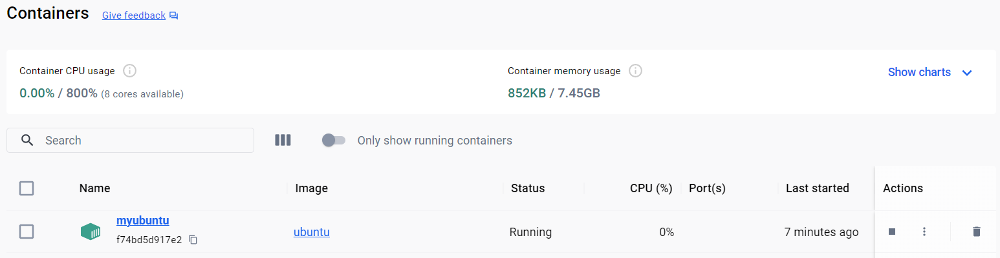 Containers Give feedback
Container CPU usage Container memory usage Show charts
0.00% / 800% (8 cores available) 852KB / 7.45GB
Search Only show running containers
Name Image Status CPU (%) Port(s) Last started Actions
myubuntu
f74bd5d917e2 ubuntu Running 0% 7 minutes ago